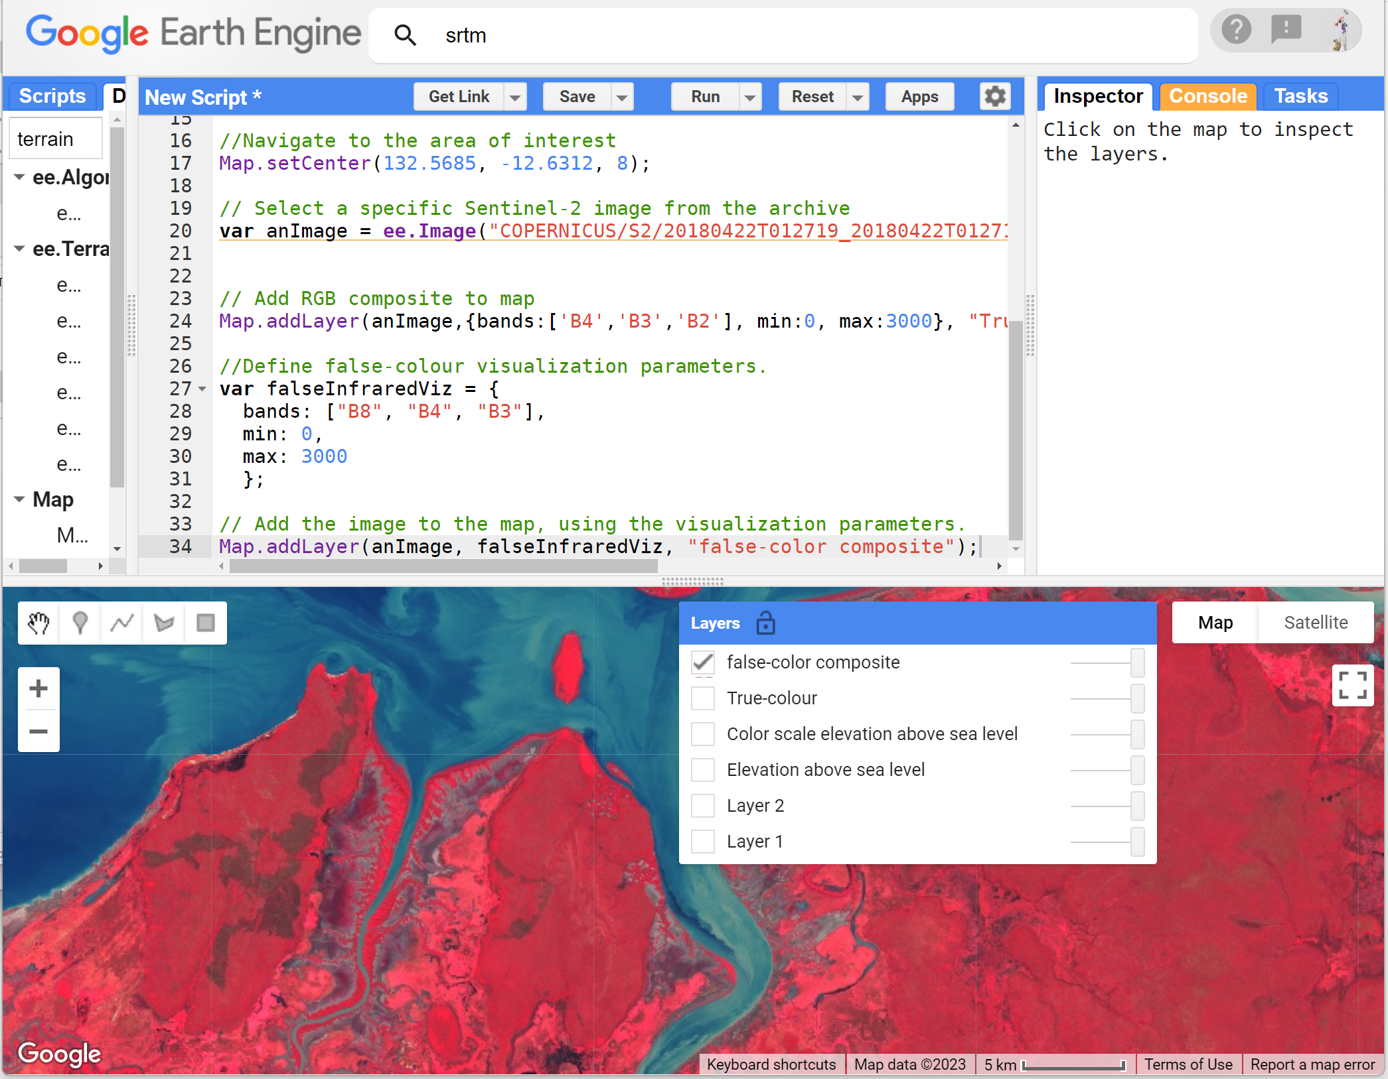 Google Earth Engine
srtm
Scripts
D
New Script *
Get Link
Save
Run
Reset
Apps
Inspector
Console
Tasks
terrain
ee.Algor
e...
ee.Terra
e...
e...
e...
e...
e...
e...
Map
M...
15
16 //Navigate to the area of interest
17 Map.setCenter(132.5685, -12.6312, 8);
18
19 // Select a specific Sentinel-2 image from the archive
20 var anImage = ee.Image("COPERNICUS/S2/20180422T012719_20180422T01271
21
22
23 // Add RGB composite to map
24 Map.addLayer(anImage,{bands:['B4','B3','B2'], min:0, max:3000}, "Tru
25
26 //Define false-colour visualization parameters.
27 var falseInfraredViz = {
28 bands: ["B8", "B4", "B3"],
29 min: 0,
30 max: 3000
31 };
32
33 // Add the image to the map, using the visualization parameters.
34 Map.addLayer(anImage, falseInfraredViz, "false-color composite");
Click on the map to inspect
the layers.
Layers
false-color composite
True-colour
Color scale elevation above sea level
Elevation above sea level
Layer 2
Layer 1
Map
Satellite
Google
Keyboard shortcuts
Map data ©2023
5 km
Terms of Use
Report a map error